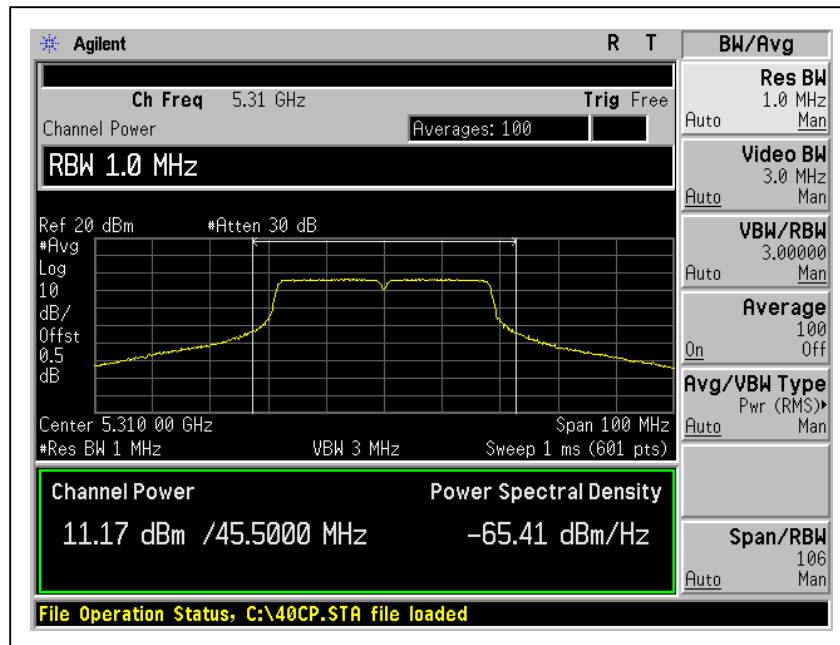 Agilent R T
Ch Freq 5.31 GHz Trig Free
Channel Power Averages: 100
RBW 1.0 MHz
Ref 20 dBm #Atten 30 dB
#Avg
Log
10
dB/
Offst
0.5
dB
Center 5.310 00 GHz Span 100 MHz
#Res BW 1 MHz VBW 3 MHz Sweep 1 ms (601 pts)
Channel Power Power Spectral Density
11.17 dBm /45.5000 MHz -65.41 dBm/Hz
File Operation Status, C:\40CP.STA file loaded
BW/Avg
Res BW
1.0 MHz
Auto Man
Video BW
3.0 MHz
Auto Man
VBW/RBW
3.00000
Auto Man
Average
100
On Off
Avg/VBW Type
Pwr (RMS)▸
Auto Man
Span/RBW
106
Auto Man